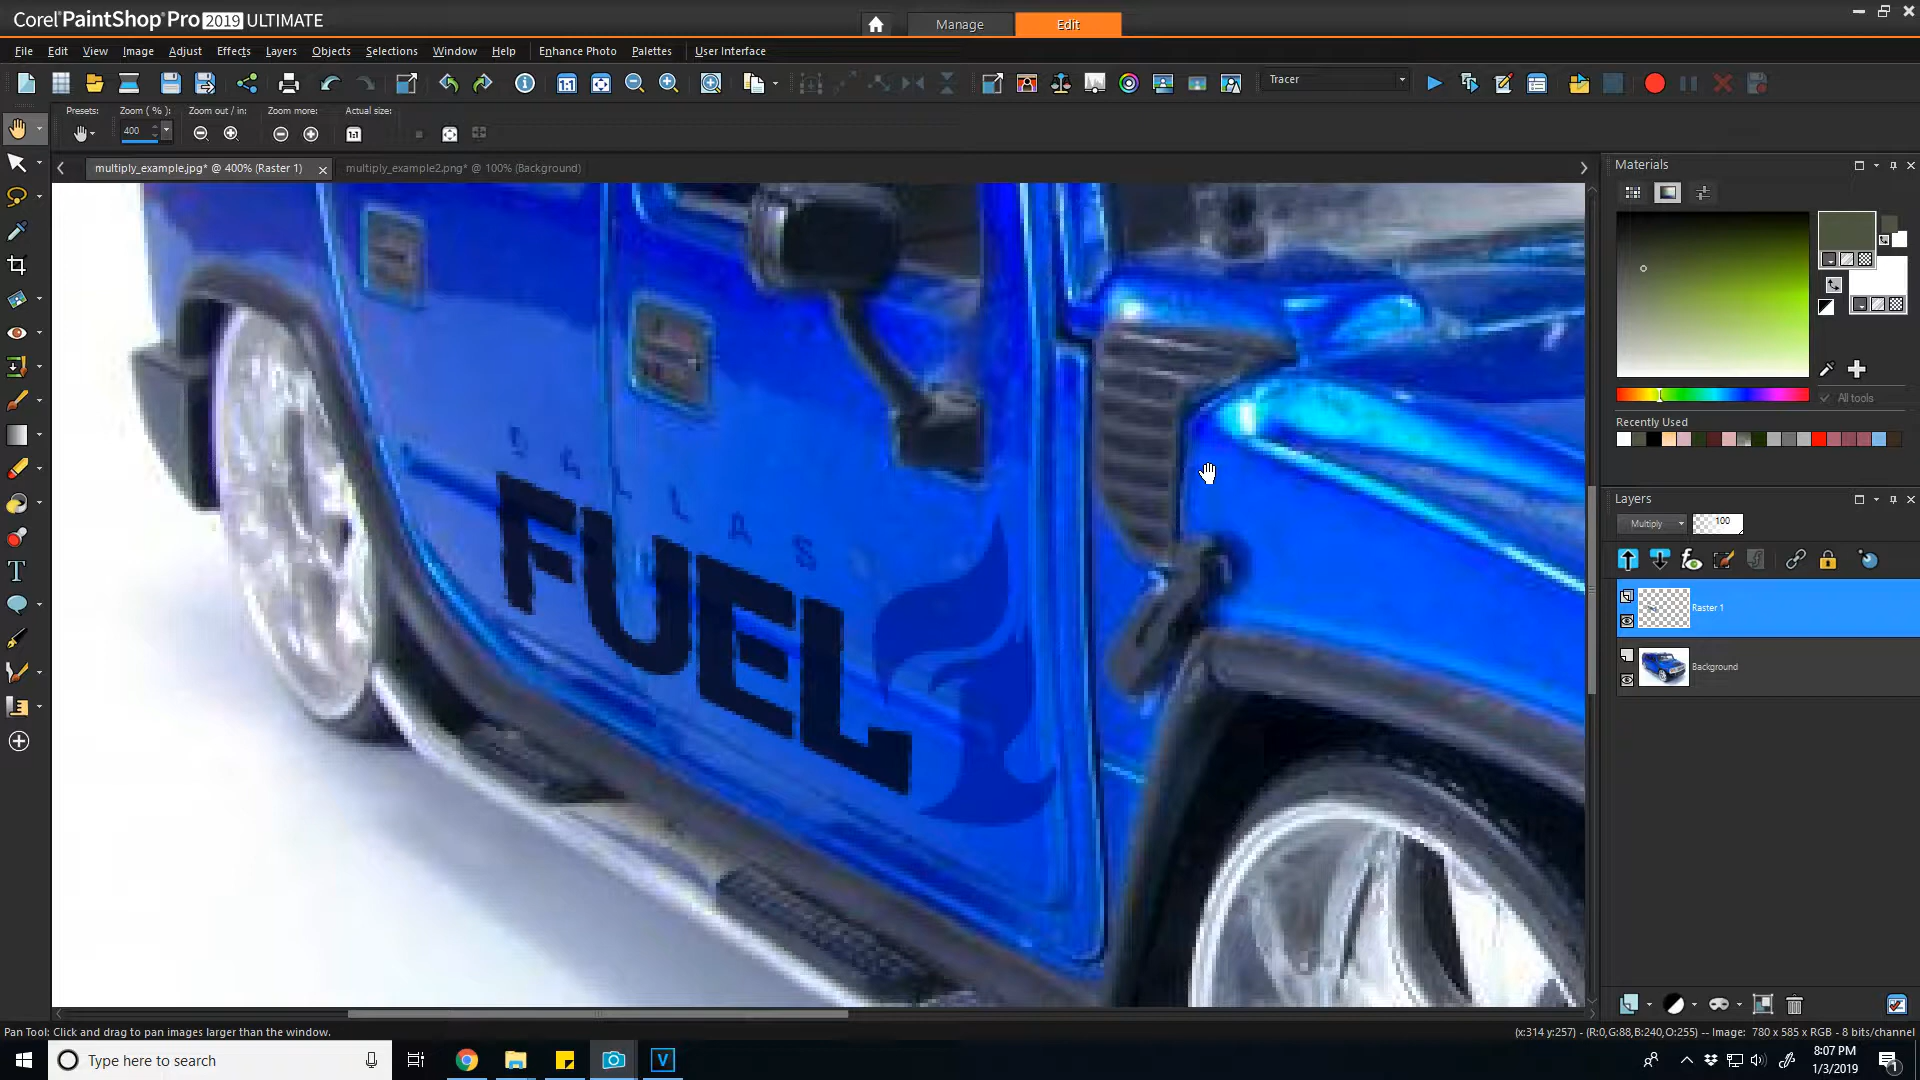 Corel PaintShop Pro 2019 ULTIMATE
Manage
Edit
File Edit View Image Adjust Effects Layers Objects Selections Window Help Enhance Photo Palettes User Interface
Tracer
Presets: Zoom ( % ): Zoom out / in: Zoom more: Actual size:
400
multiply_example.jpg* @ 400% (Raster 1)
multiply_example2.png* @ 100% (Background)
Materials
All tools
Recently Used
Layers
Multiply
100
Raster 1
Background
DALLAS
FUEL
Pan Tool: Click and drag to pan images larger than the window.
(x:314 y:257) - (R:0,G:88,B:240,O:255) -- Image: 780 x 585 x RGB - 8 bits/channel
Type here to search
8:07 PM
1/3/2019
1